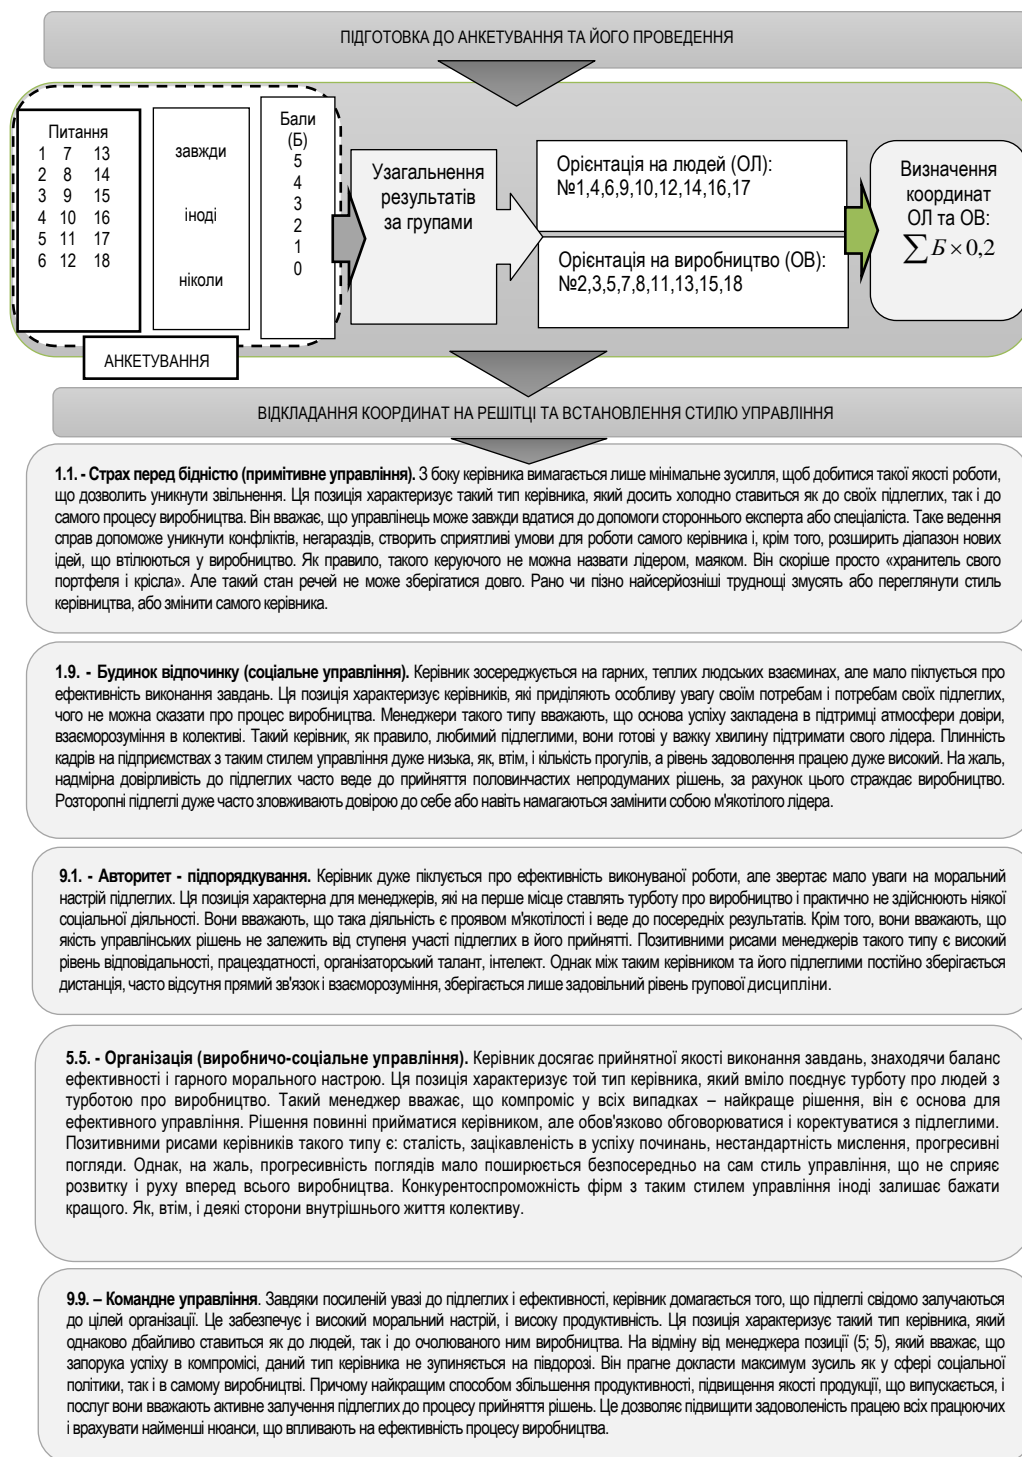 ПІДГОТОВКА ДО АНКЕТУВАННЯ ТА ЙОГО ПРОВЕДЕННЯ
Питання
1 7 13
2 8 14
3 9 15
4 10 16
5 11 17
6 12 18
завжди
іноді
ніколи
Бали
(Б)
5
4
3
2
1
0
АНКЕТУВАННЯ
Узагальнення
результатів
за групами
Орієнтація на людей (ОЛ):
№1,4,6,9,10,12,14,16,17
Орієнтація на виробництво (ОВ):
№2,3,5,7,8,11,13,15,18
Визначення
координат
ОЛ та ОВ:
∑Б×0,2
ВІДКЛАДАННЯ КООРДИНАТ НА РЕШІТЦІ ТА ВСТАНОВЛЕННЯ СТИЛЮ УПРАВЛІННЯ
1.1. - Страх перед бідністю (примітивне управління). З боку керівника вимагається лише мінімальне зусилля, щоб добитися такої якості роботи,
що дозволить уникнути звільнення. Ця позиція характеризує такий тип керівника, який досить холодно ставиться як до своїх підлеглих, так і до
самого процесу виробництва. Він вважає, що управлінець може завжди вдатися до допомоги стороннього експерта або спеціаліста. Таке ведення
справ допоможе уникнути конфліктів, негараздів, створить сприятливі умови для роботи самого керівника і, крім того, розширить діапазон нових
ідей, що втілюються у виробництво. Як правило, такого керуючого не можна назвати лідером, маяком. Він скоріше просто «хранитель свого
портфеля і крісла». Але такий стан речей не може зберігатися довго. Рано чи пізно найсерйозніші труднощі змусять або переглянути стиль
керівництва, або змінити самого керівника.
1.9. - Будинок відпочинку (соціальне управління). Керівник зосереджується на гарних, теплих людських взаєминах, але мало піклується про
ефективність виконання завдань. Ця позиція характеризує керівників, які приділяють особливу увагу своїм потребам і потребам своїх підлеглих,
чого не можна сказати про процес виробництва. Менеджери такого типу вважають, що основа успіху закладена в підтримці атмосфери довіри,
взаєморозуміння в колективі. Такий керівник, як правило, любимий підлеглими, вони готові у важку хвилину підтримати свого лідера. Плинність
кадрів на підприємствах з таким стилем управління дуже низька, як, втім, і кількість прогулів, а рівень задоволення працею дуже високий. На жаль,
надмірна довірливість до підлеглих часто веде до прийняття половинчастих непродуманих рішень, за рахунок цього страждає виробництво.
Розторопні підлеглі дуже часто зловживають довірою до себе або навіть намагаються замінити собою м'якотілого лідера.
9.1. - Авторитет - підпорядкування. Керівник дуже піклується про ефективність виконуваної роботи, але звертає мало уваги на моральний
настрій підлеглих. Ця позиція характерна для менеджерів, які на перше місце ставлять турботу про виробництво і практично не здійснюють ніякої
соціальної діяльності. Вони вважають, що така діяльність є проявом м'якотілості і веде до посередніх результатів. Крім того, вони вважають, що
якість управлінських рішень не залежить від ступеня участі підлеглих в його прийнятті. Позитивними рисами менеджерів такого типу є високий
рівень відповідальності, працездатності, організаторський талант, інтелект. Однак між таким керівником та його підлеглими постійно зберігається
дистанція, часто відсутня прямий зв'язок і взаєморозуміння, зберігається лише задовільний рівень групової дисципліни.
5.5. - Організація (виробничо-соціальне управління). Керівник досягає прийнятної якості виконання завдань, знаходячи баланс
ефективності і гарного морального настрою. Ця позиція характеризує той тип керівника, який вміло поєднує турботу про людей з
турботою про виробництво. Такий менеджер вважає, що компроміс у всіх випадках – найкраще рішення, він є основа для
ефективного управління. Рішення повинні прийматися керівником, але обов'язково обговорюватися і коректуватися з підлеглими.
Позитивними рисами керівників такого типу є: сталість, зацікавленість в успіху починань, нестандартність мислення, прогресивні
погляди. Однак, на жаль, прогресивність поглядів мало поширюється безпосередньо на сам стиль управління, що не сприяє
розвитку і руху вперед всього виробництва. Конкурентоспроможність фірм з таким стилем управління іноді залишає бажати
кращого. Як, втім, і деякі сторони внутрішнього життя колективу.
9.9. – Командне управління. Завдяки посиленій увазі до підлеглих і ефективності, керівник домагається того, що підлеглі свідомо залучаються
до цілей організації. Це забезпечує і високий моральний настрій, і високу продуктивність. Ця позиція характеризує такий тип керівника, який
однаково дбайливо ставиться як до людей, так і до очолюваного ним виробництва. На відміну від менеджера позиції (5; 5), який вважає, що
запорука успіху в компромісі, даний тип керівника не зупиняється на півдорозі. Він прагне докласти максимум зусиль як у сфері соціальної
політики, так і в самому виробництві. Причому найкращим способом збільшення продуктивності, підвищення якості продукції, що випускається, і
послуг вони вважають активне залучення підлеглих до процесу прийняття рішень. Це дозволяє підвищити задоволеність працею всіх працюючих
і врахувати найменші нюанси, що впливають на ефективність процесу виробництва.